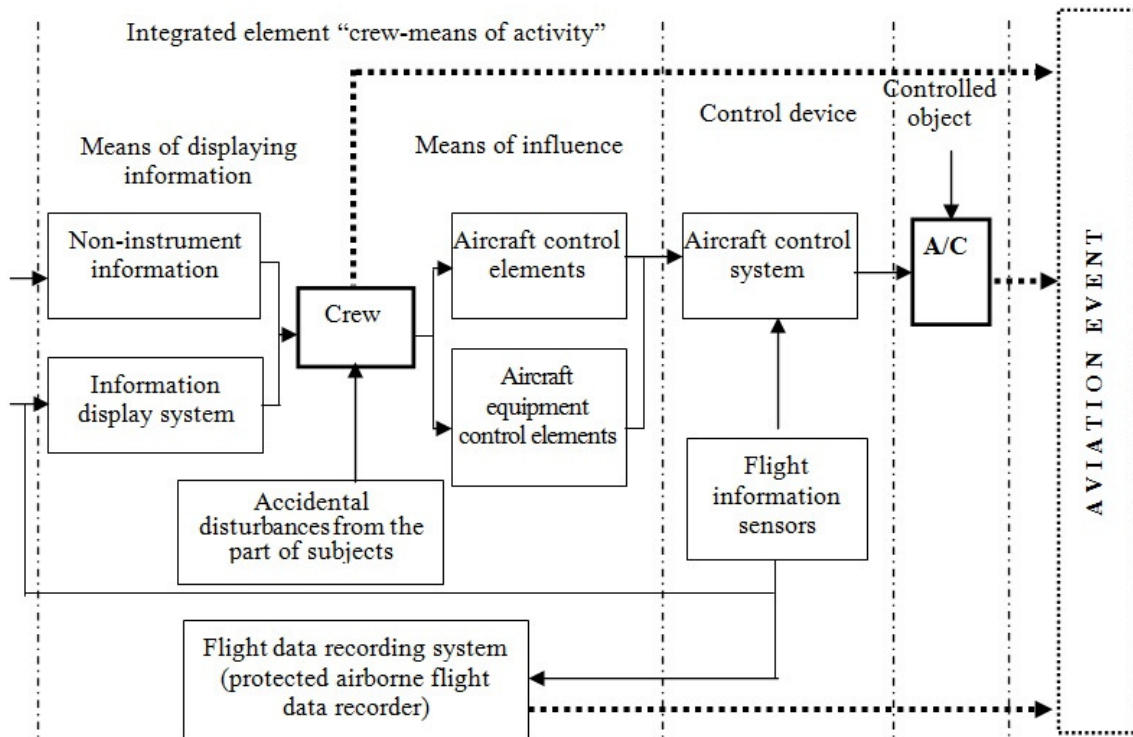 Integrated element “crew-means of activity”
Means of displaying
information
Means of influence
Control device
Controlled
object
Non-instrument
information
Information
display system
Crew
Aircraft control
elements
Aircraft
equipment
control elements
Aircraft control
system
A/C
Accidental
disturbances from the
part of subjects
Flight
information
sensors
Flight data recording system
(protected airborne flight
data recorder)
AVIATION EVENT